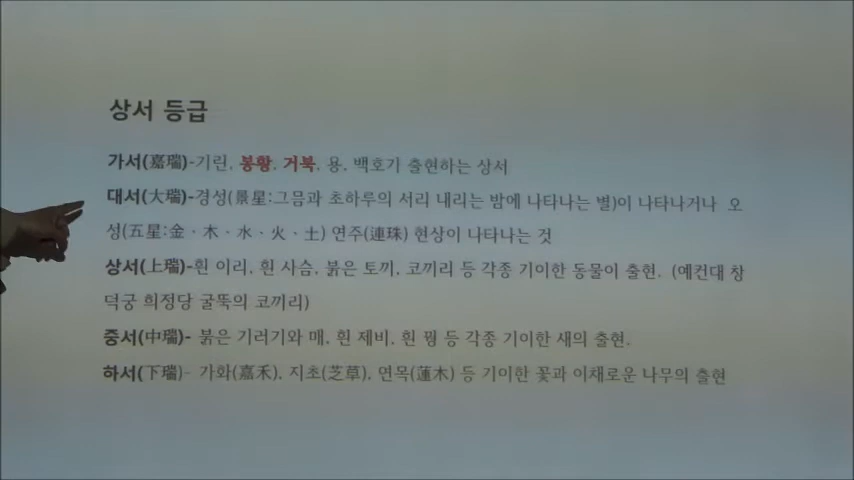 상서 등급
가서(嘉瑞)-기린, 봉황, 거북, 용, 백호가 출현하는 상서
대서(大瑞)-경성(景星:그믐과 초하루의 서리 내리는 밤에 나타나는 별)이 나타나거나 오
성(五星:金·木·水·火·土) 연주(連珠) 현상이 나타나는 것
상서(上瑞)-흰 이리, 흰 사슴, 붉은 토끼, 코끼리 등 각종 기이한 동물이 출현. (예컨대 창
덕궁 희정당 굴뚝의 코끼리)
중서(中瑞)- 붉은 기러기와 매, 흰 제비, 흰 꿩 등 각종 기이한 새의 출현.
하서(下瑞)- 가화(嘉禾), 지초(芝草), 면목(蓮木) 등 기이한 꽃과 이채로운 나무의 출현